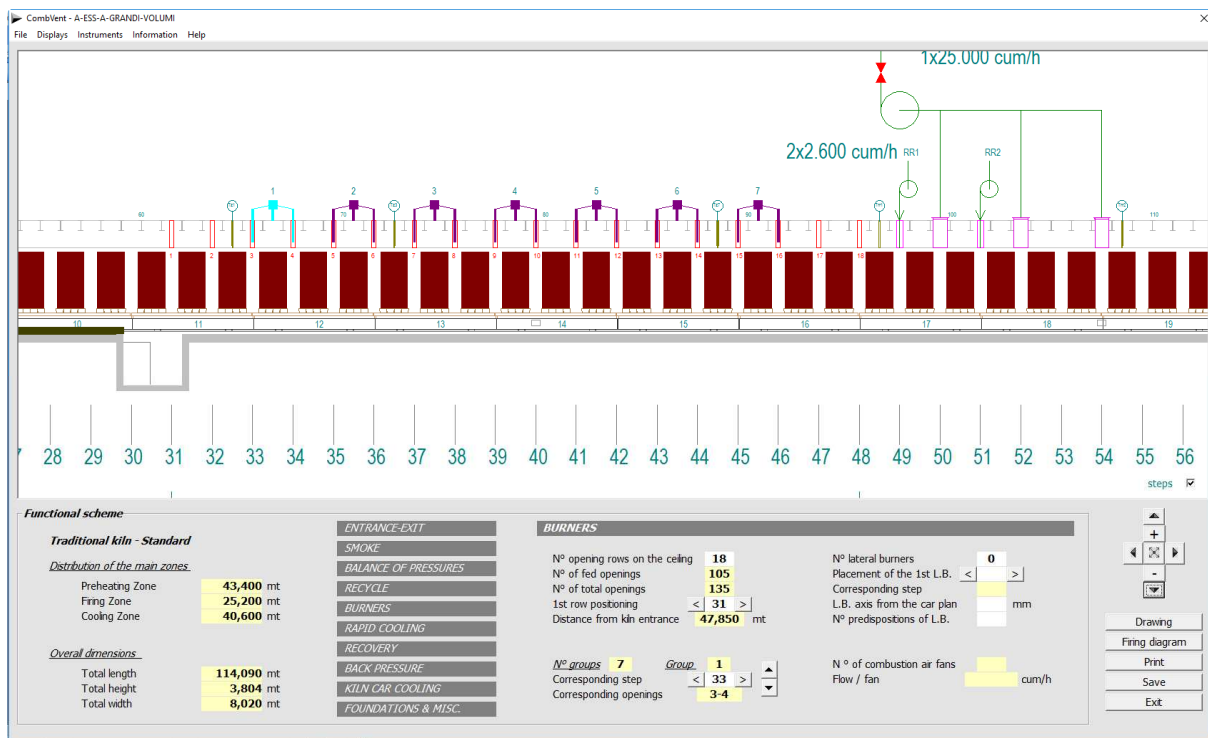 CombVent - A-ESS-A-GRANDI-VOLUMI
File Displays Instruments Information Help
1x25.000 cum/h
2x2.600 cum/h RR1 RR2
1 2 3 4 5 6 7
60 70 80 90 100 110
1 2 3 4 5 6 7 8 9 10 11 12 13 14 15 16 17 18
10 11 12 13 14 15 16 17 18 19
28 29 30 31 32 33 34 35 36 37 38 39 40 41 42 43 44 45 46 47 48 49 50 51 52 53 54 55 56
steps
Functional scheme
Traditional kiln - Standard
Distribution of the main zones
Preheating Zone 43,400 mt
Firing Zone 25,200 mt
Cooling Zone 40,600 mt
Overall dimensions
Total length 114,090 mt
Total height 3,804 mt
Total width 8,020 mt
ENTRANCE-EXIT
SMOKE
BALANCE OF PRESSURES
RECYCLE
BURNERS
RAPID COOLING
RECOVERY
BACK PRESSURE
KILN CAR COOLING
FOUNDATIONS & MISC.
BURNERS
N° opening rows on the ceiling 18
N° of fed openings 105
N° of total openings 135
1st row positioning < 31 >
Distance from kiln entrance 47,850 mt
N° groups 7 Group 1
Corresponding step < 33 >
Corresponding openings 3-4
N° lateral burners 0
Placement of the 1st L.B. < >
Corresponding step
L.B. axis from the car plan mm
N° predispositions of L.B.
N ° of combustion air fans
Flow / fan cum/h
+
-
Drawing
Firing diagram
Print
Save
Exit